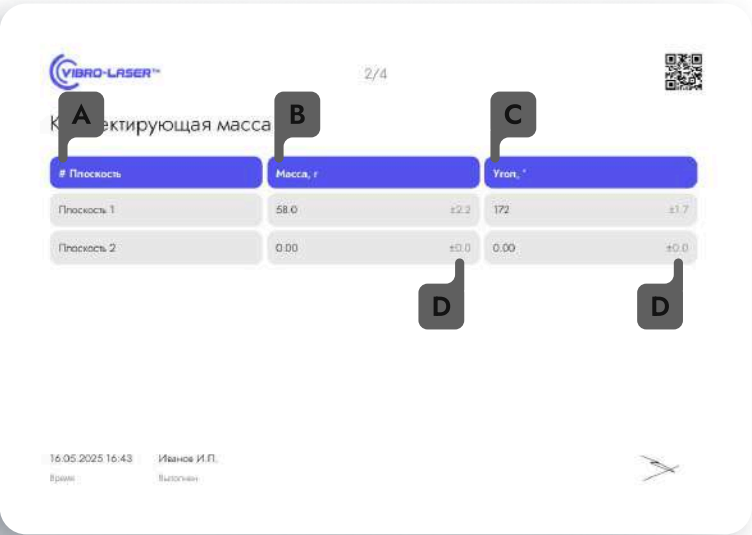 VIBRO-LASER™
2/4
A
B
C
К ектирующая масса
# Плоскость
Масса, г
Угол, °
Плоскость 1
58.0
±2.2
172
±1.7
Плоскость 2
0.00
±0.0
0.00
±0.0
D
D
16.05.2025 16:43
Иванов И.П.
Время
Выполнен